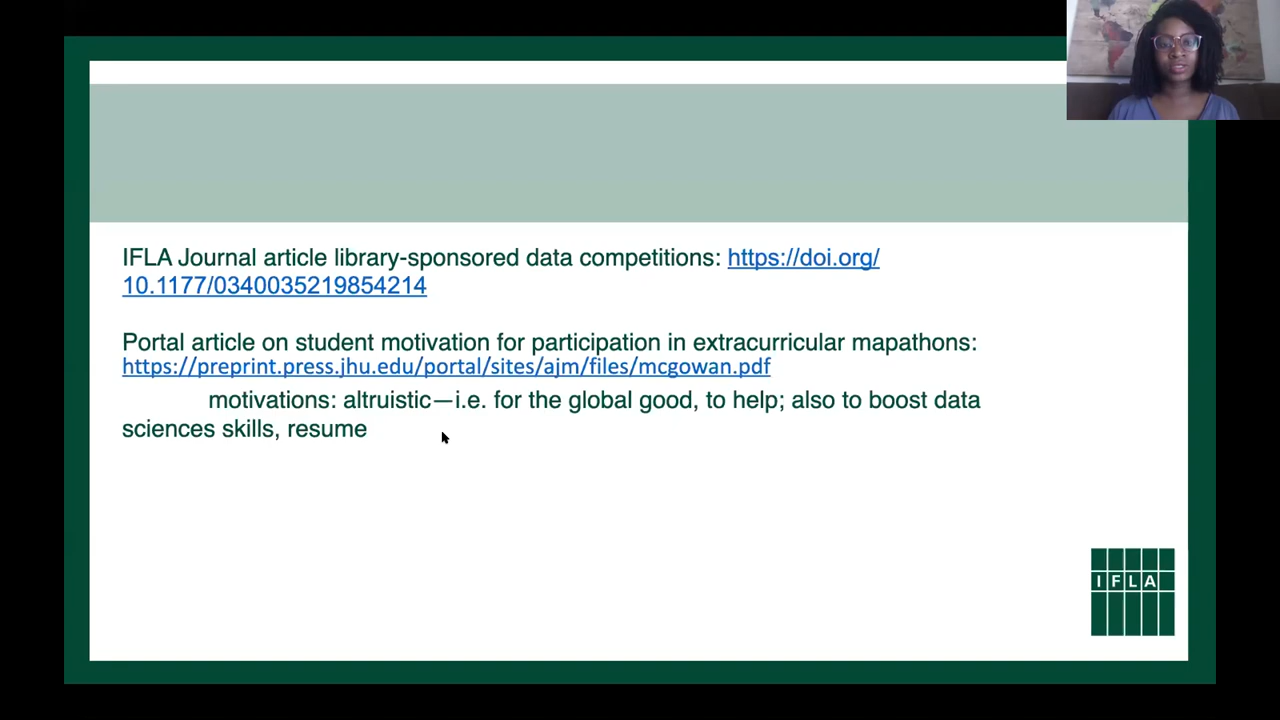 IFLA Journal article library-sponsored data competitions: https://doi.org/
10.1177/0340035219854214
Portal article on student motivation for participation in extracurricular mapathons:
https://preprint.press.jhu.edu/portal/sites/ajm/files/mcgowan.pdf
motivations: altruistic—i.e. for the global good, to help; also to boost data
sciences skills, resume
IFLA